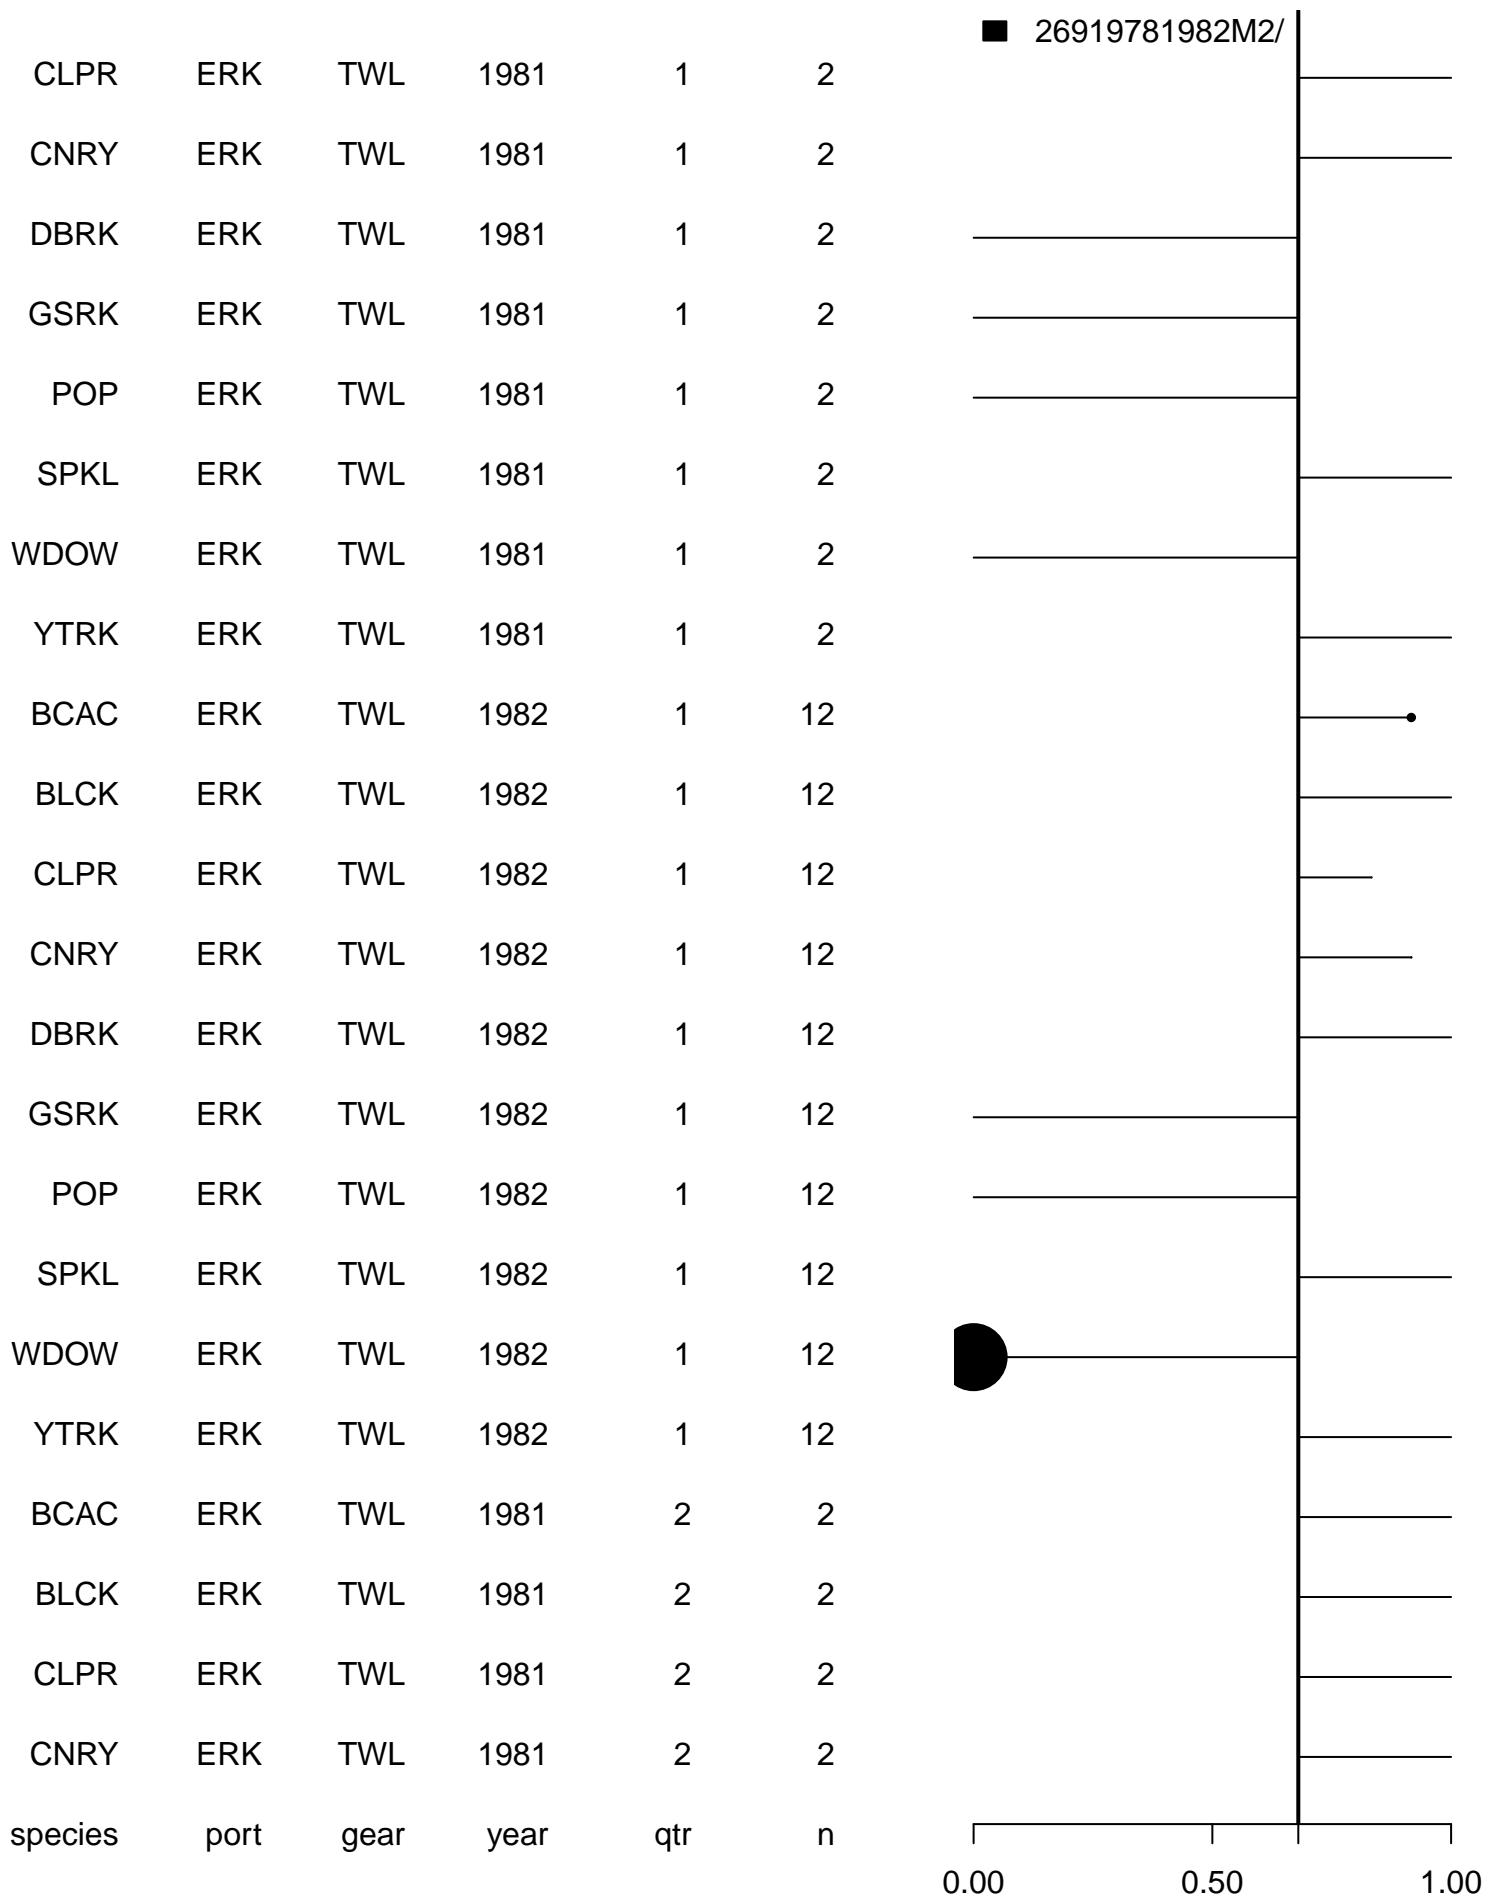 26919781982M2/
CLPR ERK TWL 1981 1 2
CNRY ERK TWL 1981 1 2
DBRK ERK TWL 1981 1 2
GSRK ERK TWL 1981 1 2
POP ERK TWL 1981 1 2
SPKL ERK TWL 1981 1 2
WDOW ERK TWL 1981 1 2
YTRK ERK TWL 1981 1 2
BCAC ERK TWL 1982 1 12
BLCK ERK TWL 1982 1 12
CLPR ERK TWL 1982 1 12
CNRY ERK TWL 1982 1 12
DBRK ERK TWL 1982 1 12
GSRK ERK TWL 1982 1 12
POP ERK TWL 1982 1 12
SPKL ERK TWL 1982 1 12
WDOW ERK TWL 1982 1 12
YTRK ERK TWL 1982 1 12
BCAC ERK TWL 1981 2 2
BLCK ERK TWL 1981 2 2
CLPR ERK TWL 1981 2 2
CNRY ERK TWL 1981 2 2
species port gear year qtr n
0.00 0.50 1.00